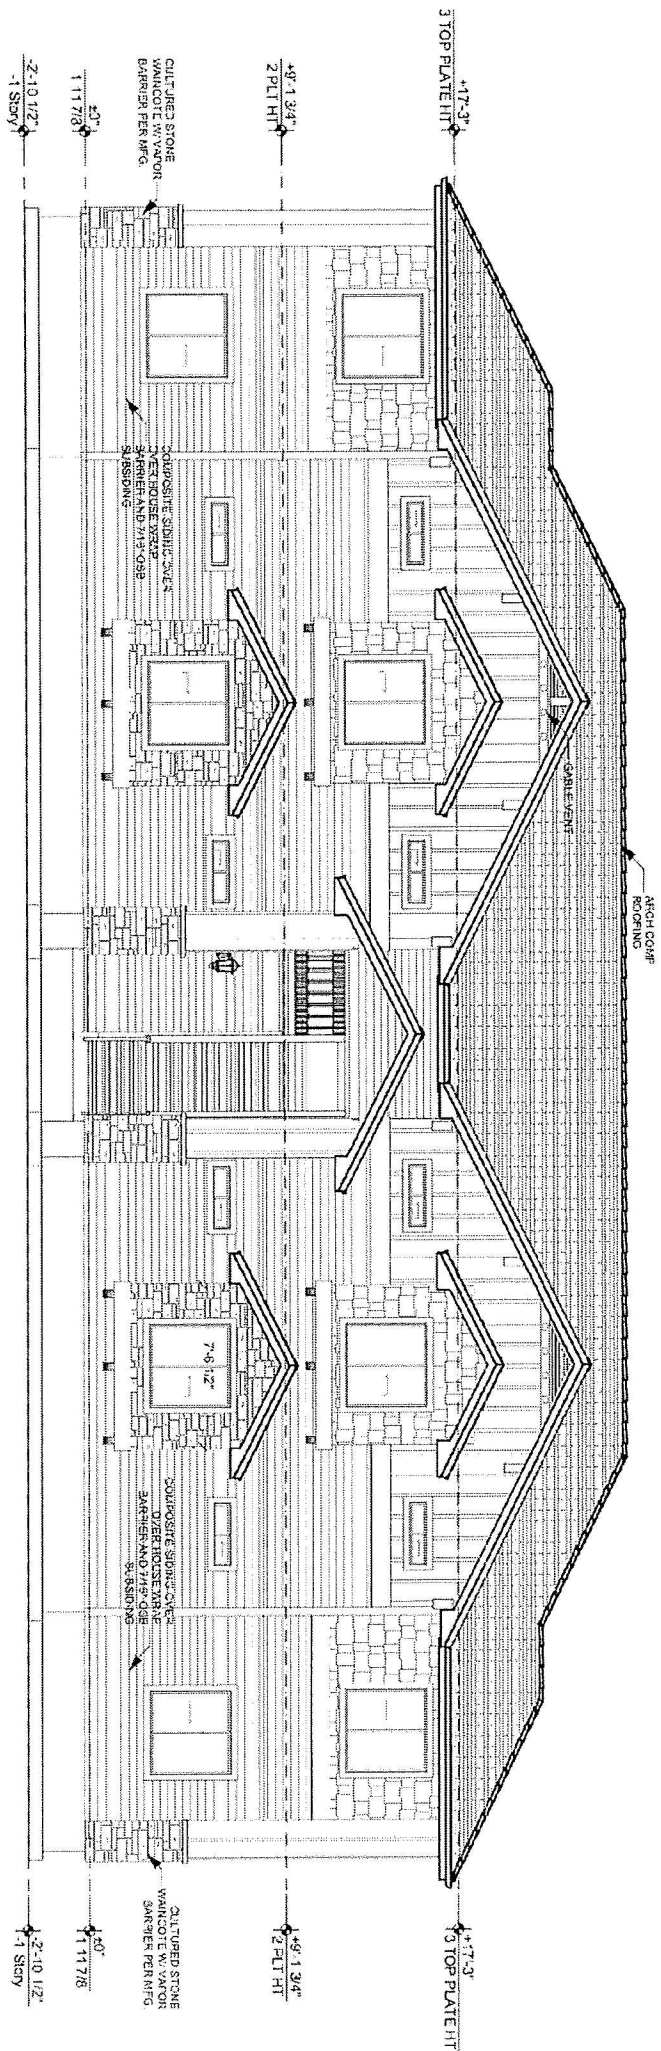 +17'-3"
3 TOP PLATE HT
+9'-1 3/4"
2 PLT HT
CULTURED STONE
WAINCOTE W/ VAPOR
BARRIER PER MFG.
±0"
1 11 7/8
-2'-10 1/2"
-1 Story
COMPOSITE SIDING OVER
OVER HOUSE WRAP
BARRIER AND 7/16" OSB
SUBSIDING
GABLE VENT
ARCH COMP
ROOFING
7'-6 1/2"
COMPOSITE SIDING OVER
OVER HOUSE WRAP
BARRIER AND 7/16" OSB
SUBSIDING
+17'-3"
3 TOP PLATE HT
+9'-1 3/4"
2 PLT HT
CULTURED STONE
WAINCOTE W/ VAPOR
BARRIER PER MFG.
±0"
1 11 7/8
-2'-10 1/2"
-1 Story